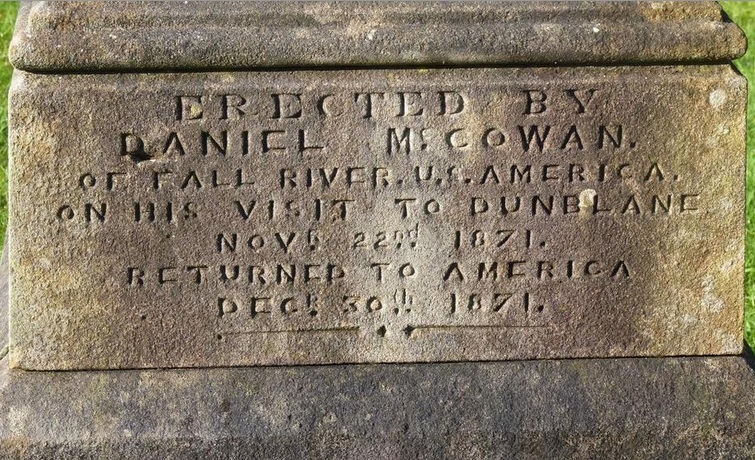 ERECTED BY
DANIEL McCOWAN.
OF FALL RIVER. U.S. AMERICA.
ON HIS VISIT TO DUNBLANE
NOVR 22ND 1871.
RETURNED TO AMERICA
DECR 30TH 1871.